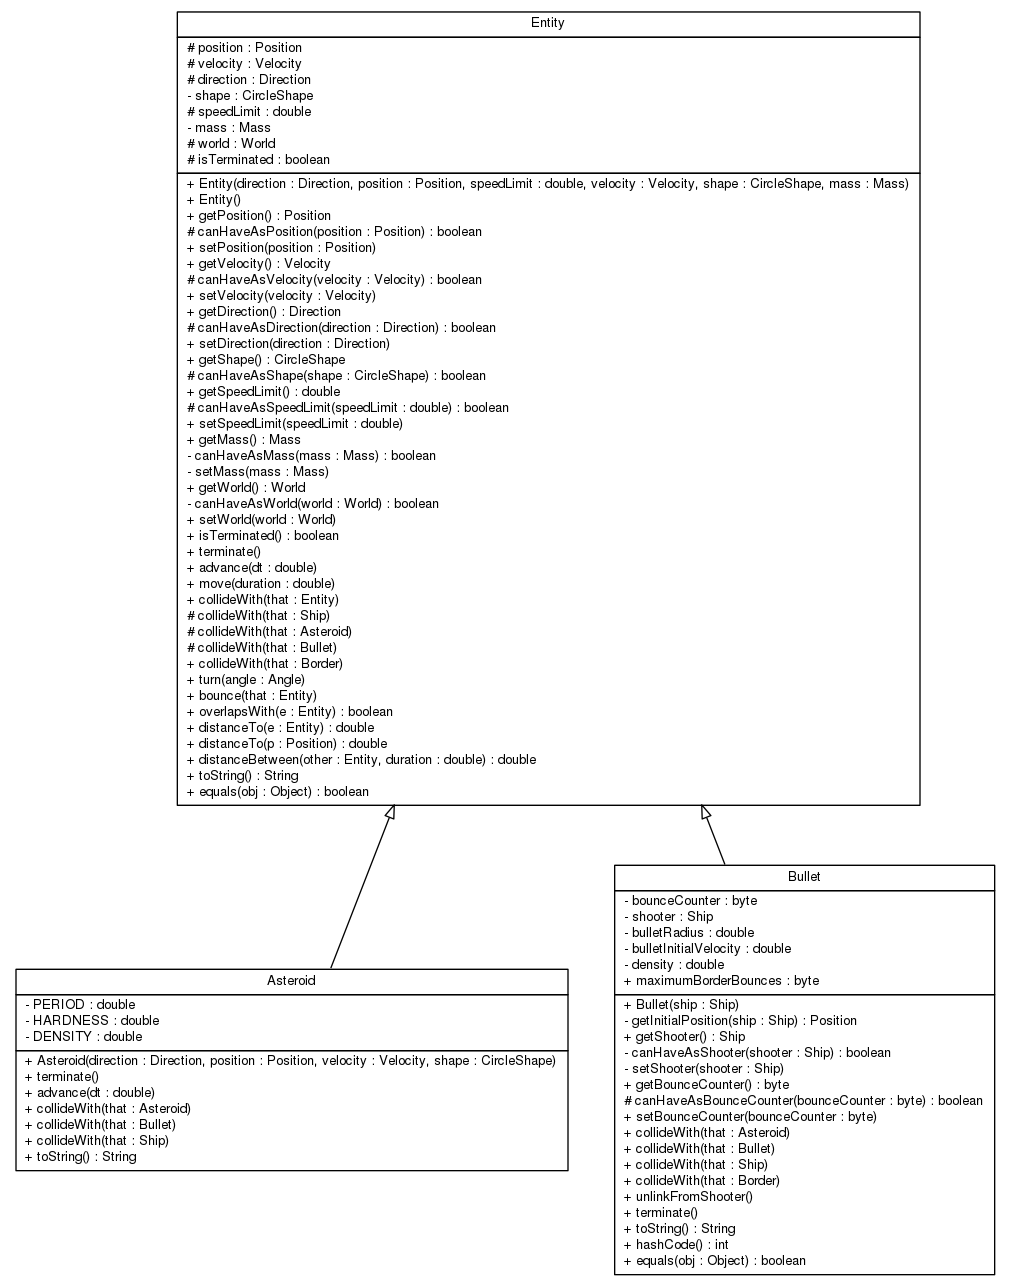 Entity
# position : Position
# velocity : Velocity
# direction : Direction
- shape : CircleShape
# speedLimit : double
- mass : Mass
# world : World
# isTerminated : boolean
+ Entity(direction : Direction, position : Position, speedLimit : double, velocity : Velocity, shape : CircleShape, mass : Mass)
+ Entity()
+ getPosition() : Position
# canHaveAsPosition(position : Position) : boolean
+ setPosition(position : Position)
+ getVelocity() : Velocity
# canHaveAsVelocity(velocity : Velocity) : boolean
+ setVelocity(velocity : Velocity)
+ getDirection() : Direction
# canHaveAsDirection(direction : Direction) : boolean
+ setDirection(direction : Direction)
+ getShape() : CircleShape
# canHaveAsShape(shape : CircleShape) : boolean
+ getSpeedLimit() : double
# canHaveAsSpeedLimit(speedLimit : double) : boolean
+ setSpeedLimit(speedLimit : double)
+ getMass() : Mass
- canHaveAsMass(mass : Mass) : boolean
- setMass(mass : Mass)
+ getWorld() : World
- canHaveAsWorld(world : World) : boolean
+ setWorld(world : World)
+ isTerminated() : boolean
+ terminate()
+ advance(dt : double)
+ move(duration : double)
+ collideWith(that : Entity)
# collideWith(that : Ship)
# collideWith(that : Asteroid)
# collideWith(that : Bullet)
+ collideWith(that : Border)
+ turn(angle : Angle)
+ bounce(that : Entity)
+ overlapsWith(e : Entity) : boolean
+ distanceTo(e : Entity) : double
+ distanceTo(p : Position) : double
+ distanceBetween(other : Entity, duration : double) : double
+ toString() : String
+ equals(obj : Object) : boolean
Asteroid
- PERIOD : double
- HARDNESS : double
- DENSITY : double
+ Asteroid(direction : Direction, position : Position, velocity : Velocity, shape : CircleShape)
+ terminate()
+ advance(dt : double)
+ collideWith(that : Asteroid)
+ collideWith(that : Bullet)
+ collideWith(that : Ship)
+ toString() : String
Bullet
- bounceCounter : byte
- shooter : Ship
- bulletRadius : double
- bulletInitialVelocity : double
- density : double
+ maximumBorderBounces : byte
+ Bullet(ship : Ship)
- getInitialPosition(ship : Ship) : Position
+ getShooter() : Ship
- canHaveAsShooter(shooter : Ship) : boolean
- setShooter(shooter : Ship)
+ getBounceCounter() : byte
# canHaveAsBounceCounter(bounceCounter : byte) : boolean
+ setBounceCounter(bounceCounter : byte)
+ collideWith(that : Asteroid)
+ collideWith(that : Bullet)
+ collideWith(that : Ship)
+ collideWith(that : Border)
+ unlinkFromShooter()
+ terminate()
+ toString() : String
+ hashCode() : int
+ equals(obj : Object) : boolean